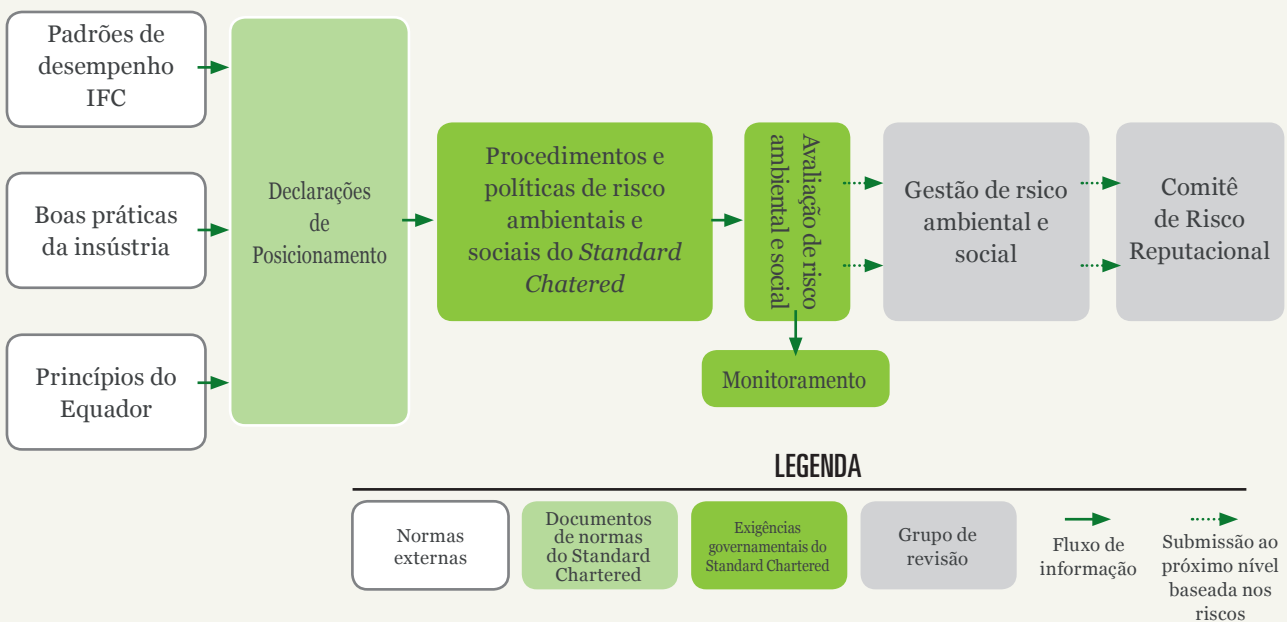 Padrões de
desempenho
IFC
Boas práticas
da insústria
Princípios do
Equador
Declarações
de
Posicionamento
Procedimentos e
políticas de risco
ambientais e
sociais do Standard
Chatered
Avaliação de risco
ambiental e social
Monitoramento
Gestão de rsico
ambiental e
social
Comitê
de Risco
Reputacional
LEGENDA
Normas
externas
Documentos
de normas
do Standard
Chartered
Exigências
governamentais do
Standard Chartered
Grupo de
revisão
Fluxo de
informação
Submissão ao
próximo nível
baseada nos
riscos